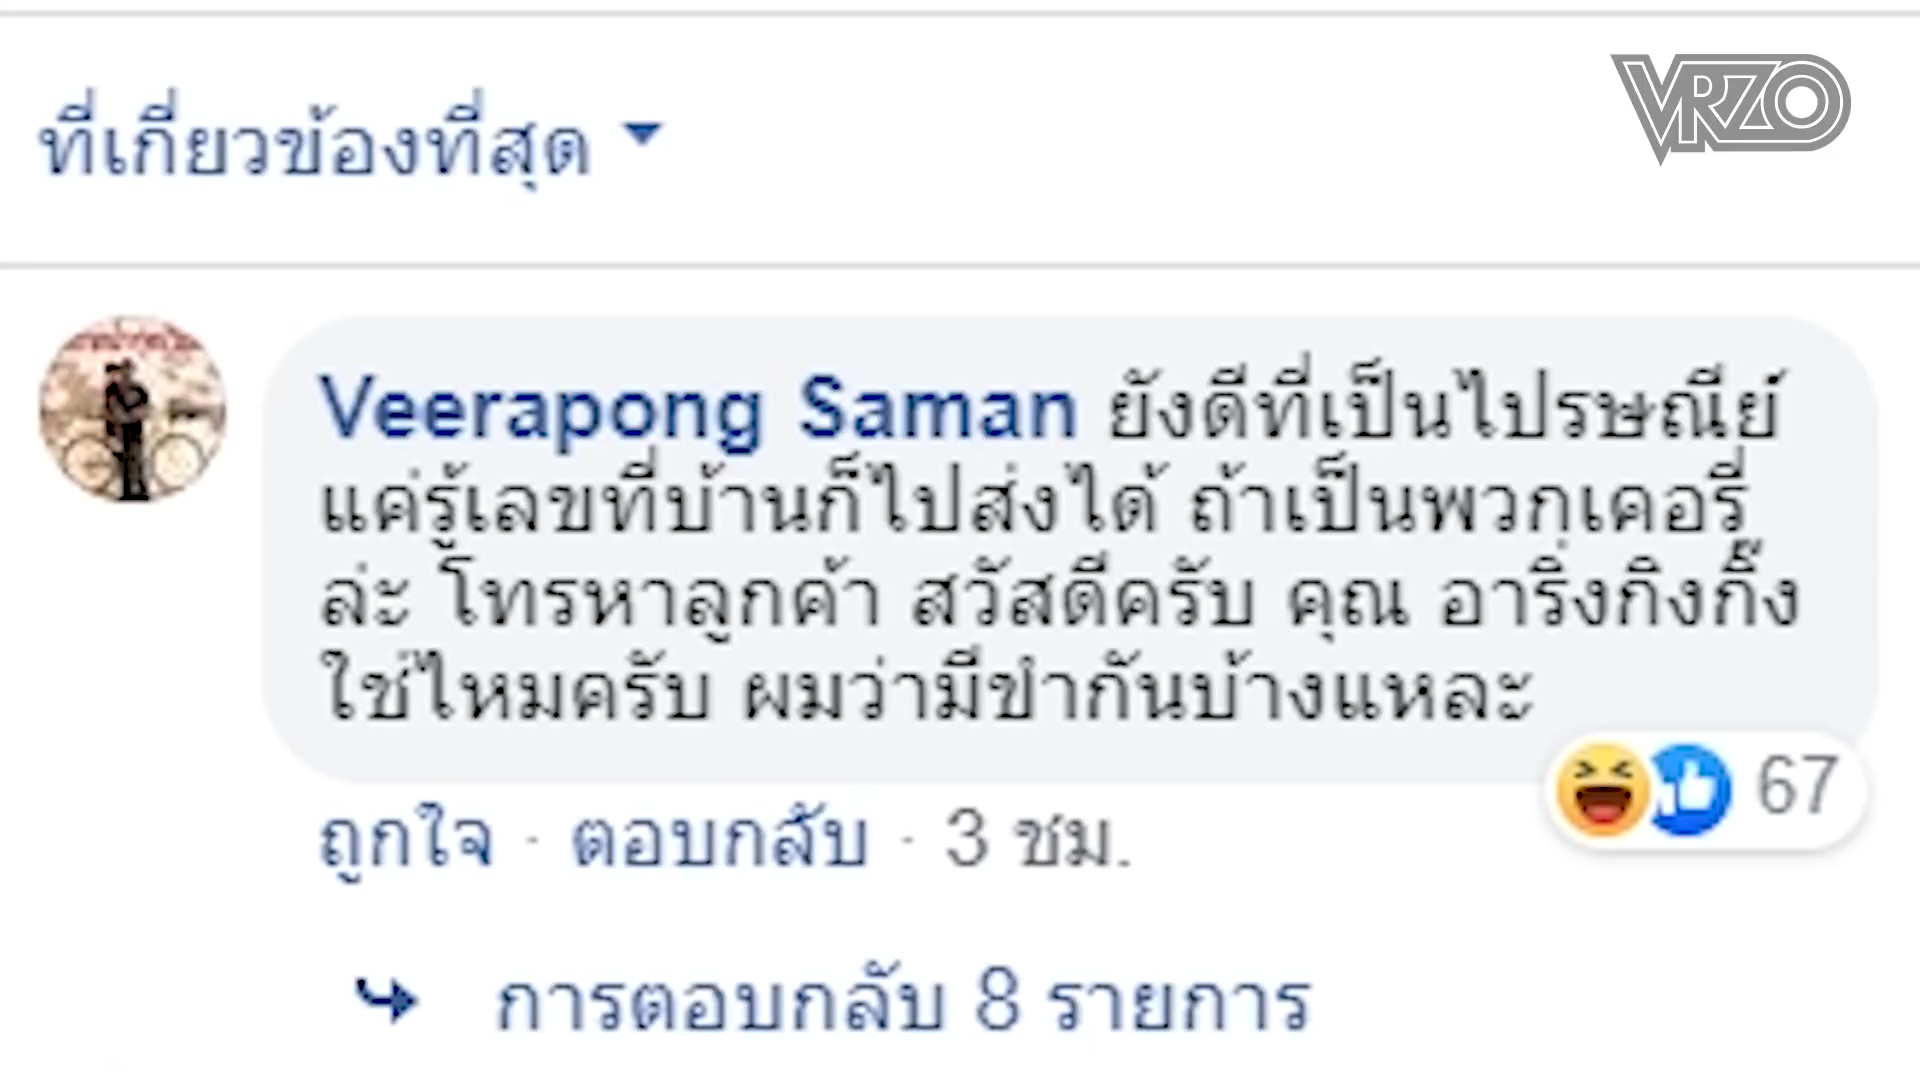 ที่เกี่ยวข้องที่สุด
VRZO
Veerapong Saman ยังดีที่เป็นไปรษณีย์
แค่รู้เลขที่บ้านก็ไปส่งได้ ถ้าเป็นพวกเคอรี่
ล่ะ โทรหาลูกค้า สวัสดีครับ คุณ อาริ่งกิงกิ๊ง
ใช่ไหมครับ ผมว่ามีขำกันบ้างแหละ
67
ถูกใจ · ตอบกลับ · 3 ชม.
การตอบกลับ 8 รายการ